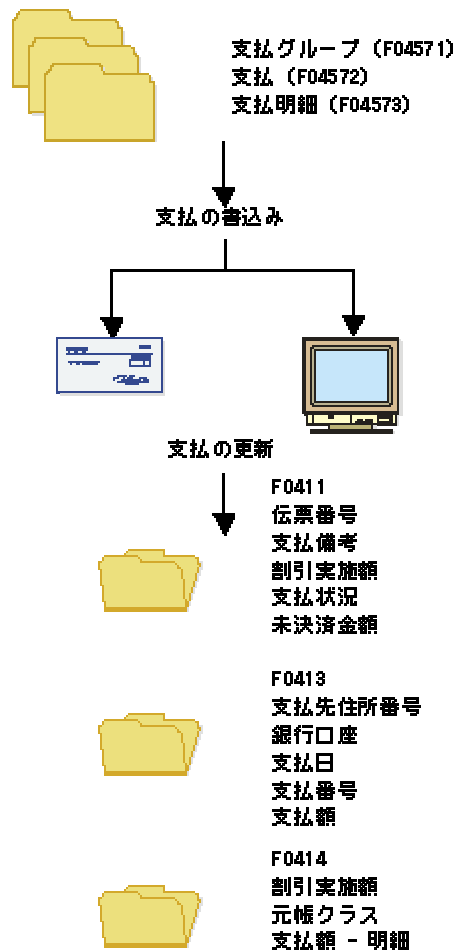 支払グループ（F04571）
支払（F04572）
支払明細（F04573）
支払の書込み
支払の更新
F0411
伝票番号
支払備考
割引実施額
支払状況
未決済金額
F0413
支払先住所番号
銀行口座
支払日
支払番号
支払額
F0414
割引実施額
元帳クラス
支払額 - 明細